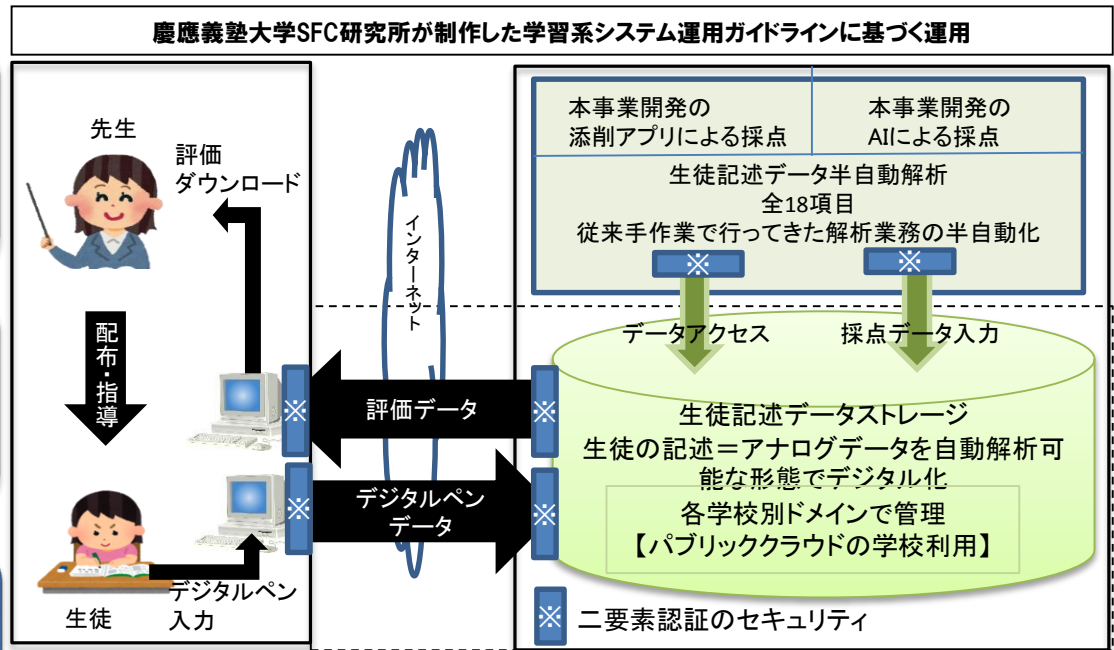 慶應義塾大学SFC研究所が制作した学習系システム運用ガイドラインに基づく運用
先生
評価
ダウンロード
配布・指導
生徒
デジタルペン
入力
インターネット
※
評価データ
※
※
デジタルペン
データ
※
本事業開発の
添削アプリによる採点
本事業開発の
AIによる採点
生徒記述データ半自動解析
全18項目
従来手作業で行ってきた解析業務の半自動化
※
※
データアクセス
採点データ入力
生徒記述データストレージ
生徒の記述＝アナログデータを自動解析可
能な形態でデジタル化
各学校別ドメインで管理
【パブリッククラウドの学校利用】
※ 二要素認証のセキュリティ